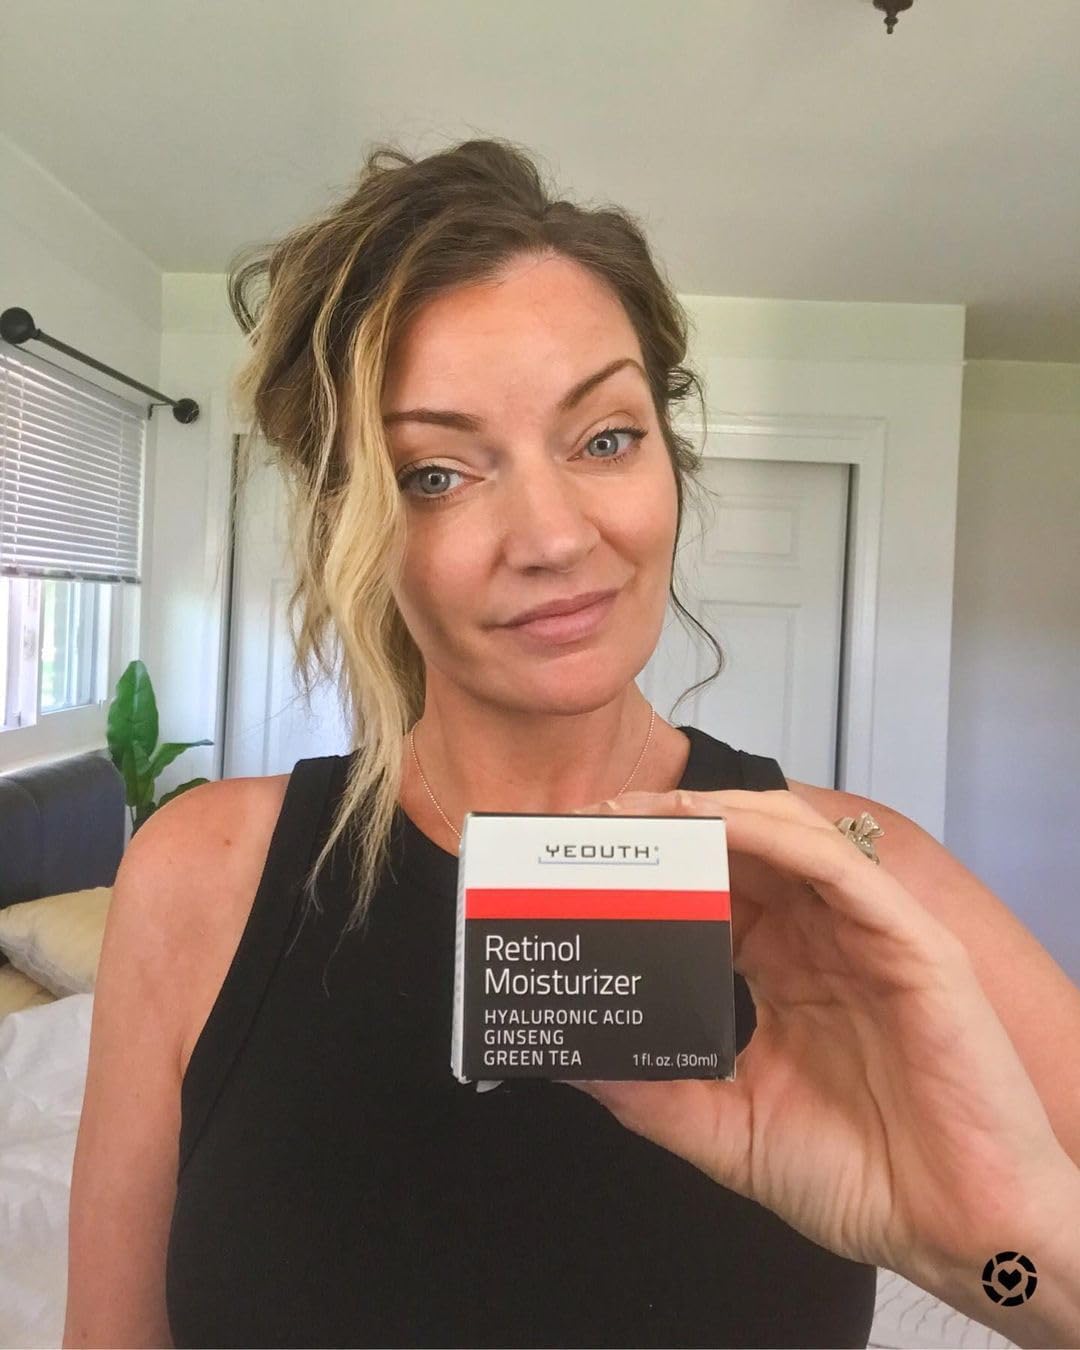 YEOUTH®
Retinol
Moisturizer
HYALURONIC ACID
GINSENG
GREEN TEA
1 fl. oz. (30ml)